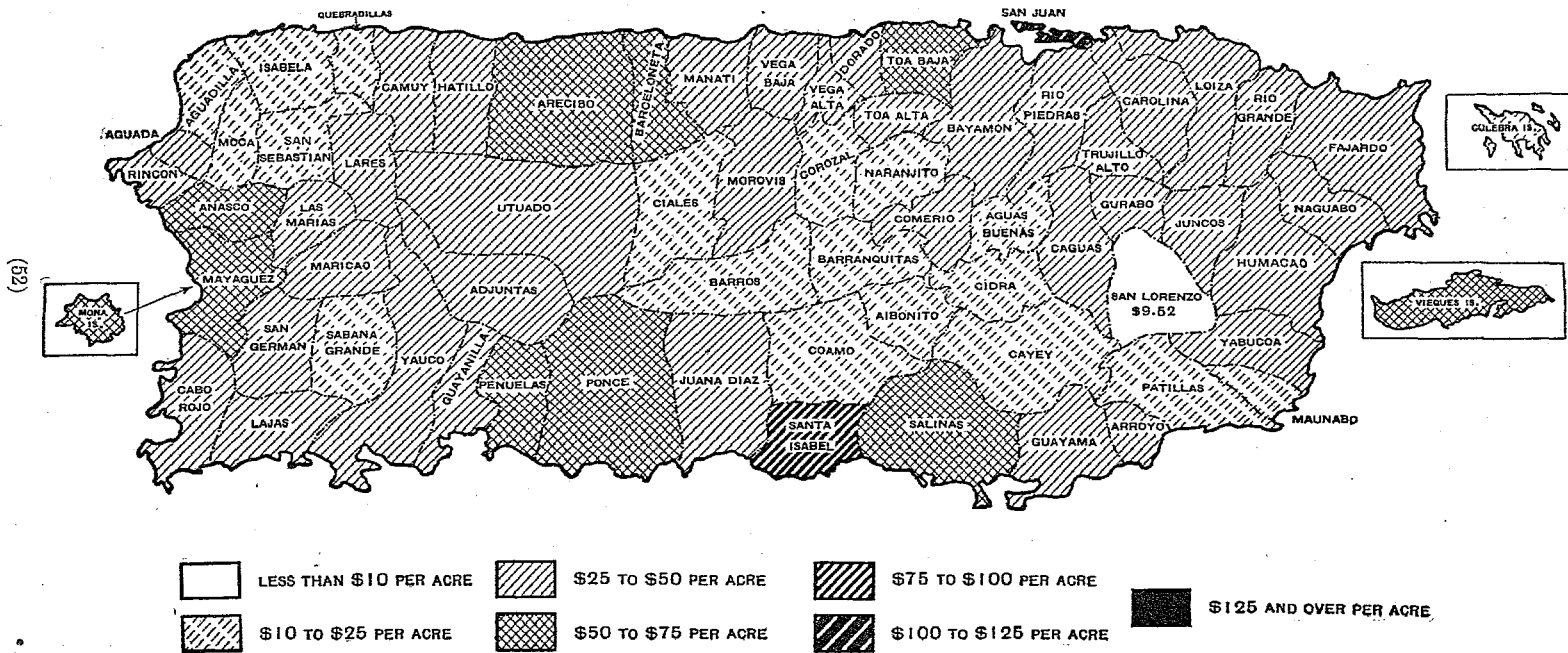 QUEBRADILLAS
SAN JUAN
AGUADILLA
ISABELA
CAMUY
HATILLO
ARECIBO
BARCELONETA
MANATI
VEGA
BAJA
VEGA
ALTA
DORADO
TOA BAJA
TOA ALTA
BAYAMON
RIO
PIEDRAS
CAROLINA
LOIZA
RIO
GRANDE
FAJARDO
CULEBRA IS.
AGUADA
MOCA
SAN
SEBASTIAN
LARES
RINCON
ANASCO
LAS
MARIAS
UTUADO
CIALES
MOROVIS
COROZAL
NARANJITO
COMERIO
AGUAS
BUENAS
TRUJILLO
ALTO
GURABO
JUNCOS
NAGUABO
CAGUAS
HUMACAO
MAYAGUEZ
MARICAO
ADJUNTAS
BARROS
BARRANQUITAS
CIDRA
SAN LORENZO
$9.52
VIEQUES IS.
(52)
MONA
IS.
SAN
GERMAN
SABANA
GRANDE
YAUCO
GUAYANILLA
PENUELAS
PONCE
JUANA DIAZ
COAMO
AIBONITO
CAYEY
YABUCOA
PATILLAS
MAUNABO
CABO
ROJO
LAJAS
SANTA
ISABEL
SALINAS
GUAYAMA
ARROYO
LESS THAN $10 PER ACRE
$25 TO $50 PER ACRE
$75 TO $100 PER ACRE
$125 AND OVER PER ACRE
$10 TO $25 PER ACRE
$50 TO $75 PER ACRE
$100 TO $125 PER ACRE